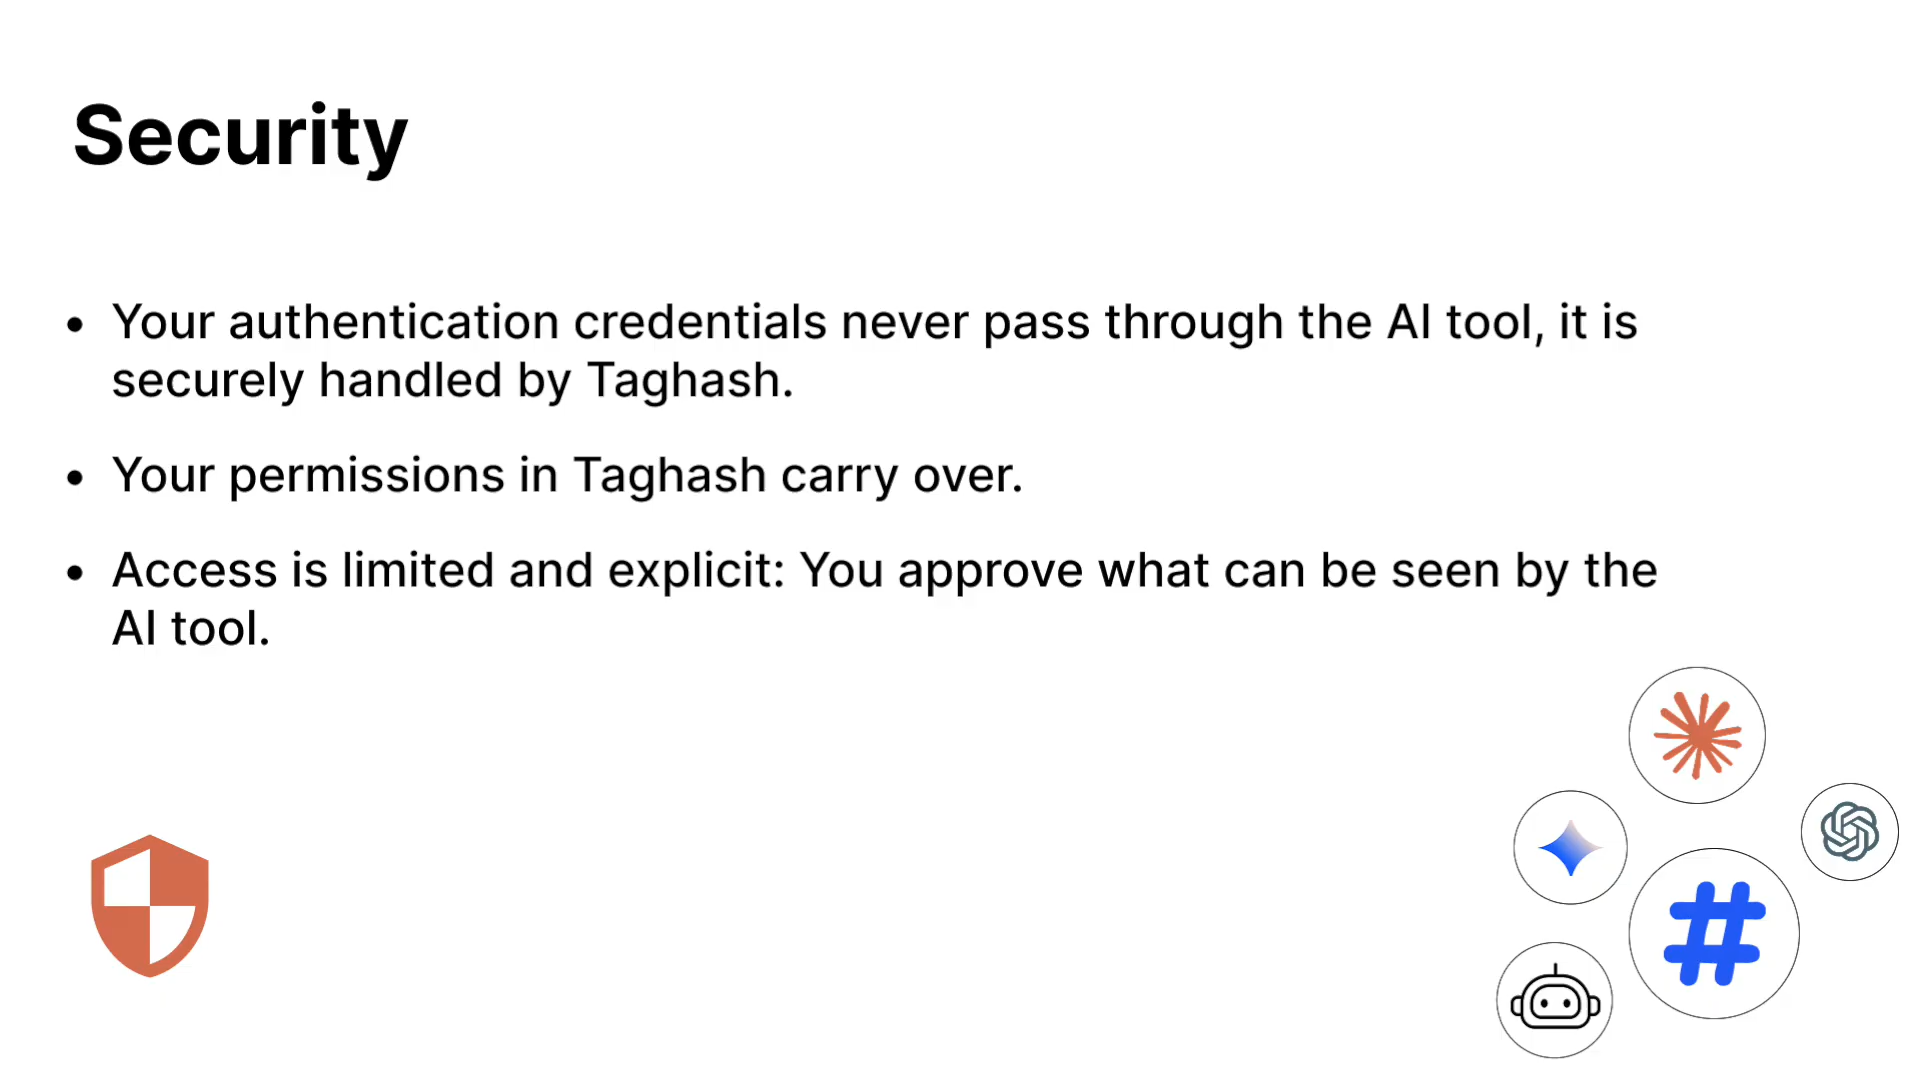 Security
• Your authentication credentials never pass through the AI tool, it is
securely handled by Taghash.
• Your permissions in Taghash carry over.
• Access is limited and explicit: You approve what can be seen by the
AI tool.